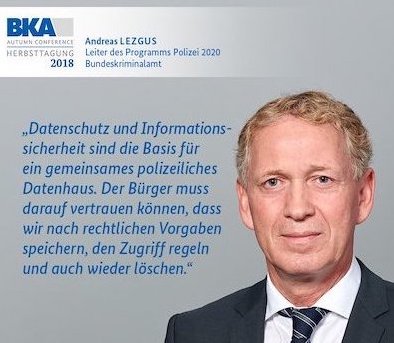 BKA
AUTUMN CONFERENCE
HERBSTTAGUNG
2018
Andreas LEZGUS
Leiter des Programms Polizei 2020
Bundeskriminalamt
„Datenschutz und Informations-
sicherheit sind die Basis für
ein gemeinsames polizeiliches
Datenhaus. Der Bürger muss
darauf vertrauen können, dass
wir nach rechtlichen Vorgaben
speichern, den Zugriff regeln
und auch wieder löschen.“